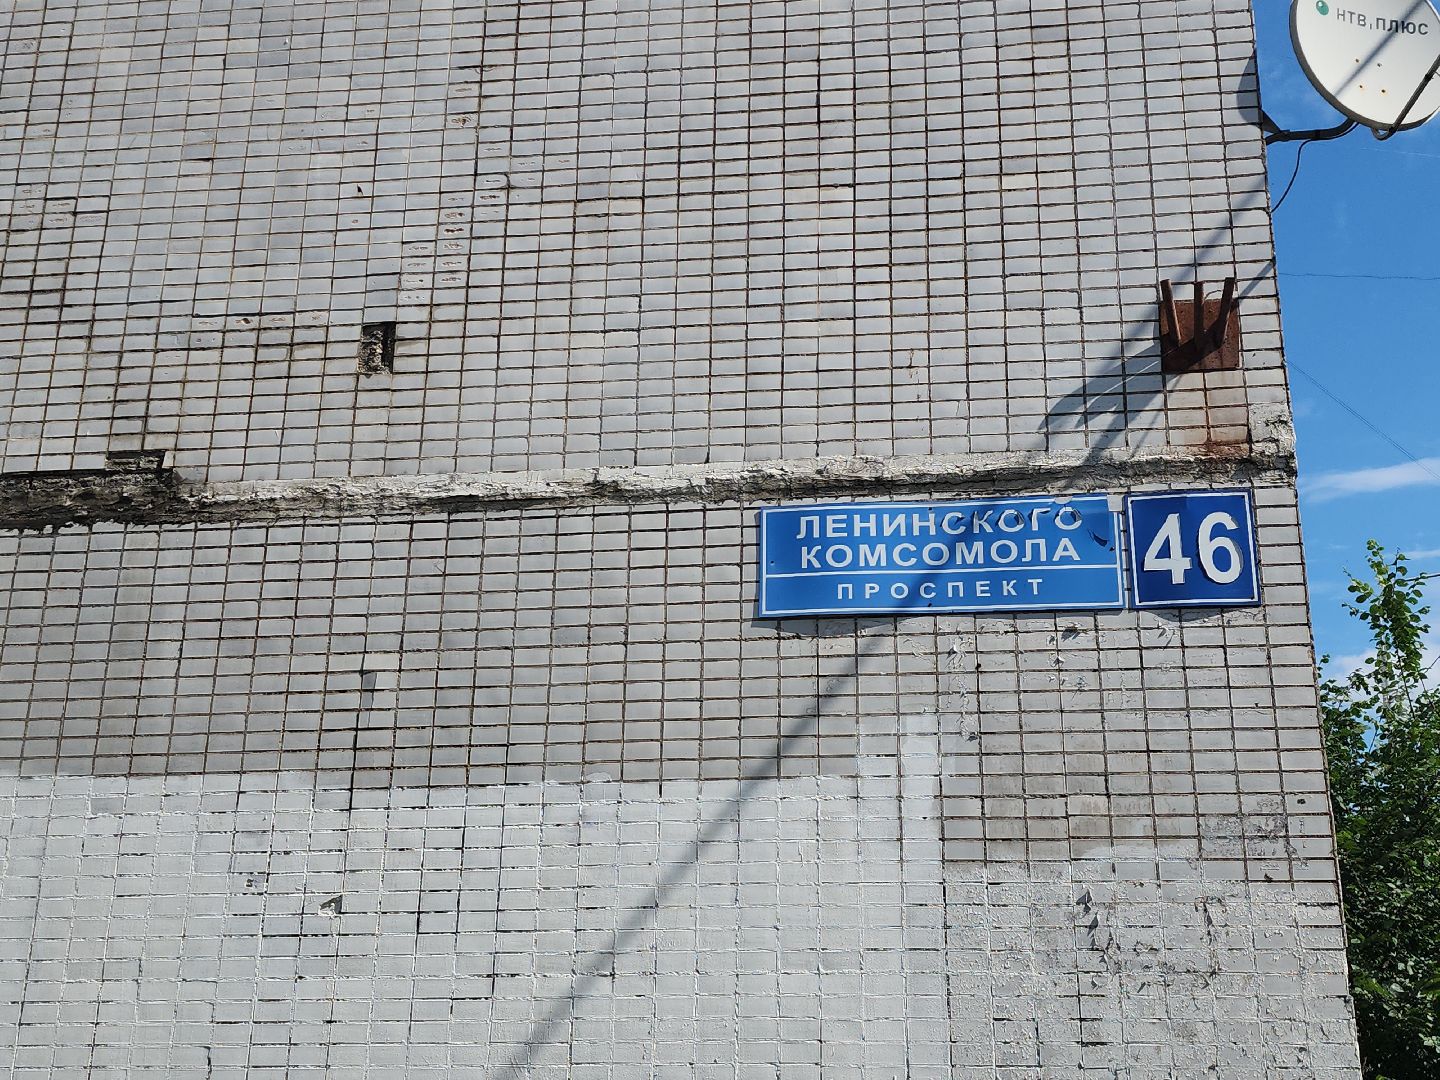 НТВ ПЛЮС
ЛЕНИНСКОГО
КОМСОМОЛА
ПРОСПЕКТ
46